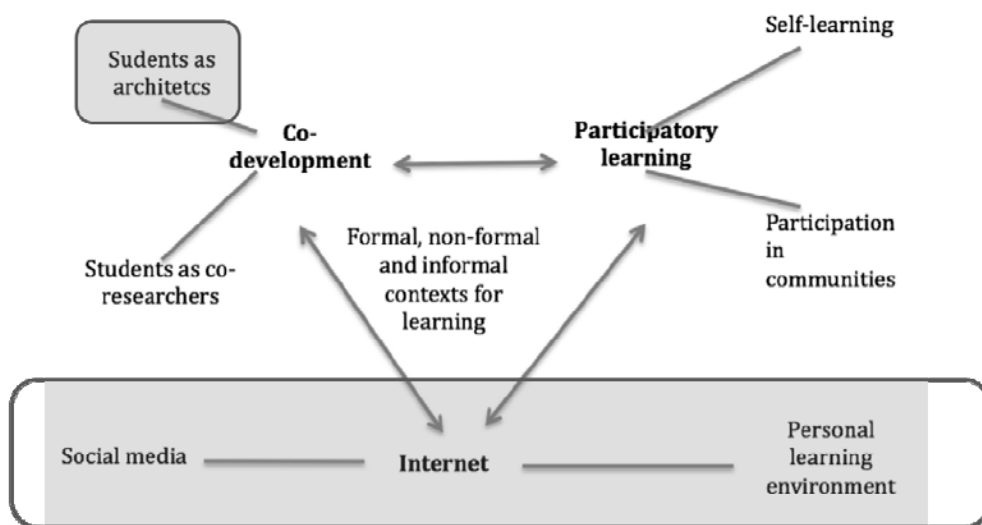 Sudents as
architetcs
Self-learning
Co-
development
Participatory
learning
Formal, non-formal
and informal
contexts for
learning
Participation
in
communities
Students as co-
researchers
Social media
Internet
Personal
learning
environment